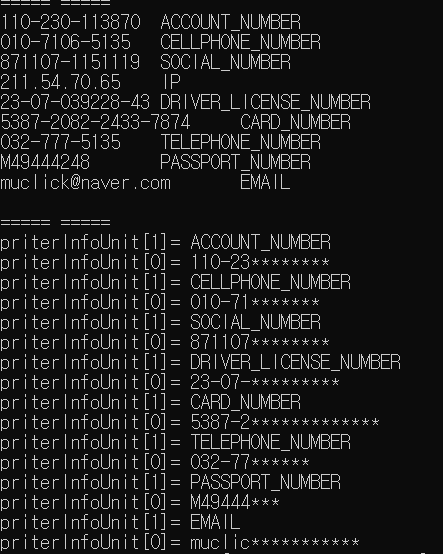 ===== =====
110-230-113870 ACCOUNT_NUMBER
010-7106-5135 CELLPHONE_NUMBER
871107-1151119 SOCIAL_NUMBER
211.54.70.65 IP
23-07-039228-43 DRIVER_LICENSE_NUMBER
5387-2082-2433-7874 CARD_NUMBER
032-777-5135 TELEPHONE_NUMBER
M49444248 PASSPORT_NUMBER
muclick@naver.com EMAIL
===== =====
priterInfoUnit[1]= ACCOUNT_NUMBER
priterInfoUnit[0]= 110-23********
priterInfoUnit[1]= CELLPHONE_NUMBER
priterInfoUnit[0]= 010-71*******
priterInfoUnit[1]= SOCIAL_NUMBER
priterInfoUnit[0]= 871107********
priterInfoUnit[1]= DRIVER_LICENSE_NUMBER
priterInfoUnit[0]= 23-07-*********
priterInfoUnit[1]= CARD_NUMBER
priterInfoUnit[0]= 5387-2*************
priterInfoUnit[1]= TELEPHONE_NUMBER
priterInfoUnit[0]= 032-77******
priterInfoUnit[1]= PASSPORT_NUMBER
priterInfoUnit[0]= M49444***
priterInfoUnit[1]= EMAIL
priterInfoUnit[0]= muclic***********